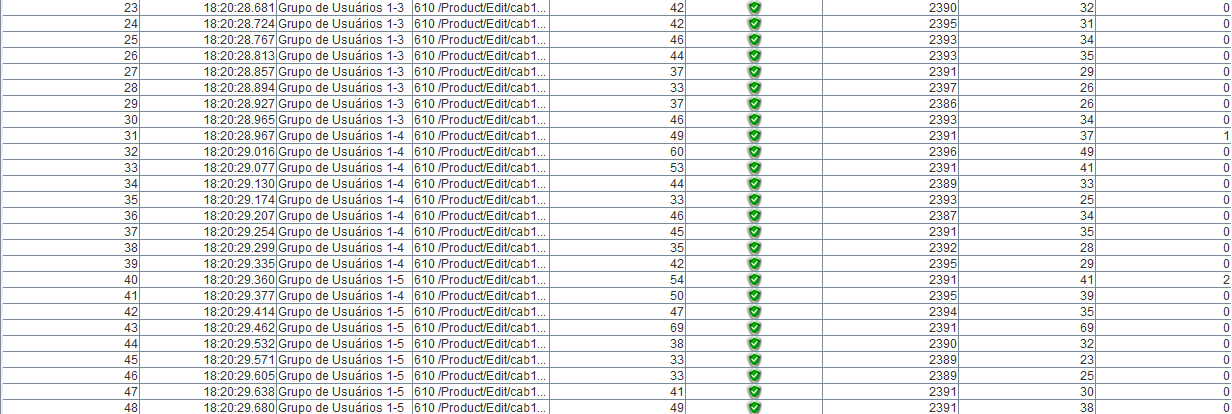 23 18:20:28.681 Grupo de Usuários 1-3 610 /Product/Edit/cab1... 42 2390 32 0
24 18:20:28.724 Grupo de Usuários 1-3 610 /Product/Edit/cab1... 42 2395 31 0
25 18:20:28.767 Grupo de Usuários 1-3 610 /Product/Edit/cab1... 46 2393 34 0
26 18:20:28.813 Grupo de Usuários 1-3 610 /Product/Edit/cab1... 44 2393 35 0
27 18:20:28.857 Grupo de Usuários 1-3 610 /Product/Edit/cab1... 37 2391 29 0
28 18:20:28.894 Grupo de Usuários 1-3 610 /Product/Edit/cab1... 33 2397 26 0
29 18:20:28.927 Grupo de Usuários 1-3 610 /Product/Edit/cab1... 37 2386 26 0
30 18:20:28.965 Grupo de Usuários 1-3 610 /Product/Edit/cab1... 46 2393 34 0
31 18:20:28.967 Grupo de Usuários 1-4 610 /Product/Edit/cab1... 49 2391 37 1
32 18:20:29.016 Grupo de Usuários 1-4 610 /Product/Edit/cab1... 60 2396 49 0
33 18:20:29.077 Grupo de Usuários 1-4 610 /Product/Edit/cab1... 53 2391 41 0
34 18:20:29.130 Grupo de Usuários 1-4 610 /Product/Edit/cab1... 44 2389 33 0
35 18:20:29.174 Grupo de Usuários 1-4 610 /Product/Edit/cab1... 33 2393 25 0
36 18:20:29.207 Grupo de Usuários 1-4 610 /Product/Edit/cab1... 46 2387 34 0
37 18:20:29.254 Grupo de Usuários 1-4 610 /Product/Edit/cab1... 45 2391 35 0
38 18:20:29.299 Grupo de Usuários 1-4 610 /Product/Edit/cab1... 35 2392 28 0
39 18:20:29.335 Grupo de Usuários 1-4 610 /Product/Edit/cab1... 42 2395 29 0
40 18:20:29.360 Grupo de Usuários 1-5 610 /Product/Edit/cab1... 54 2391 41 2
41 18:20:29.377 Grupo de Usuários 1-4 610 /Product/Edit/cab1... 50 2395 39 0
42 18:20:29.414 Grupo de Usuários 1-5 610 /Product/Edit/cab1... 47 2394 35 0
43 18:20:29.462 Grupo de Usuários 1-5 610 /Product/Edit/cab1... 69 2391 69 0
44 18:20:29.532 Grupo de Usuários 1-5 610 /Product/Edit/cab1... 38 2390 32 0
45 18:20:29.571 Grupo de Usuários 1-5 610 /Product/Edit/cab1... 33 2389 23 0
46 18:20:29.605 Grupo de Usuários 1-5 610 /Product/Edit/cab1... 33 2389 25 0
47 18:20:29.638 Grupo de Usuários 1-5 610 /Product/Edit/cab1... 41 2391 30 0
48 18:20:29.680 Grupo de Usuários 1-5 610 /Product/Edit/cab1... 49 2391 38 0